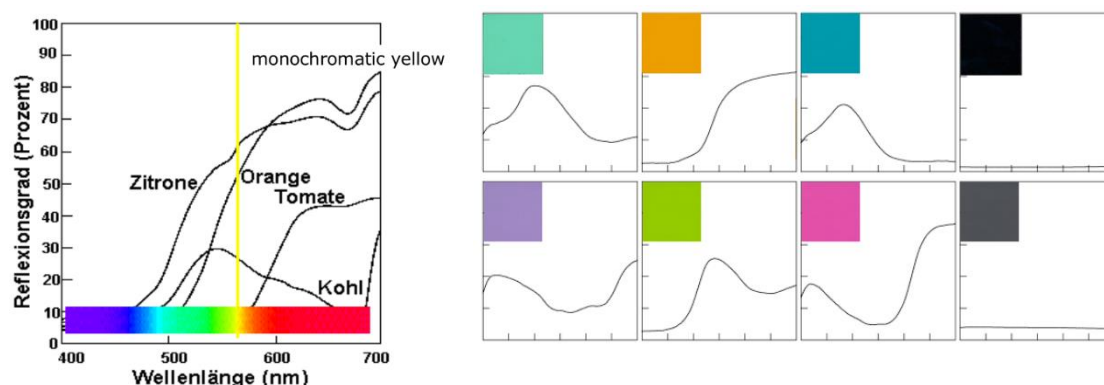 100
90
monochromatic yellow
80
70
60
Zitrone
Orange
50
Tomate
40
30
20
Kohl
10
0
400
500
600
700
Wellenlänge (nm)
Reflexionsgrad (Prozent)